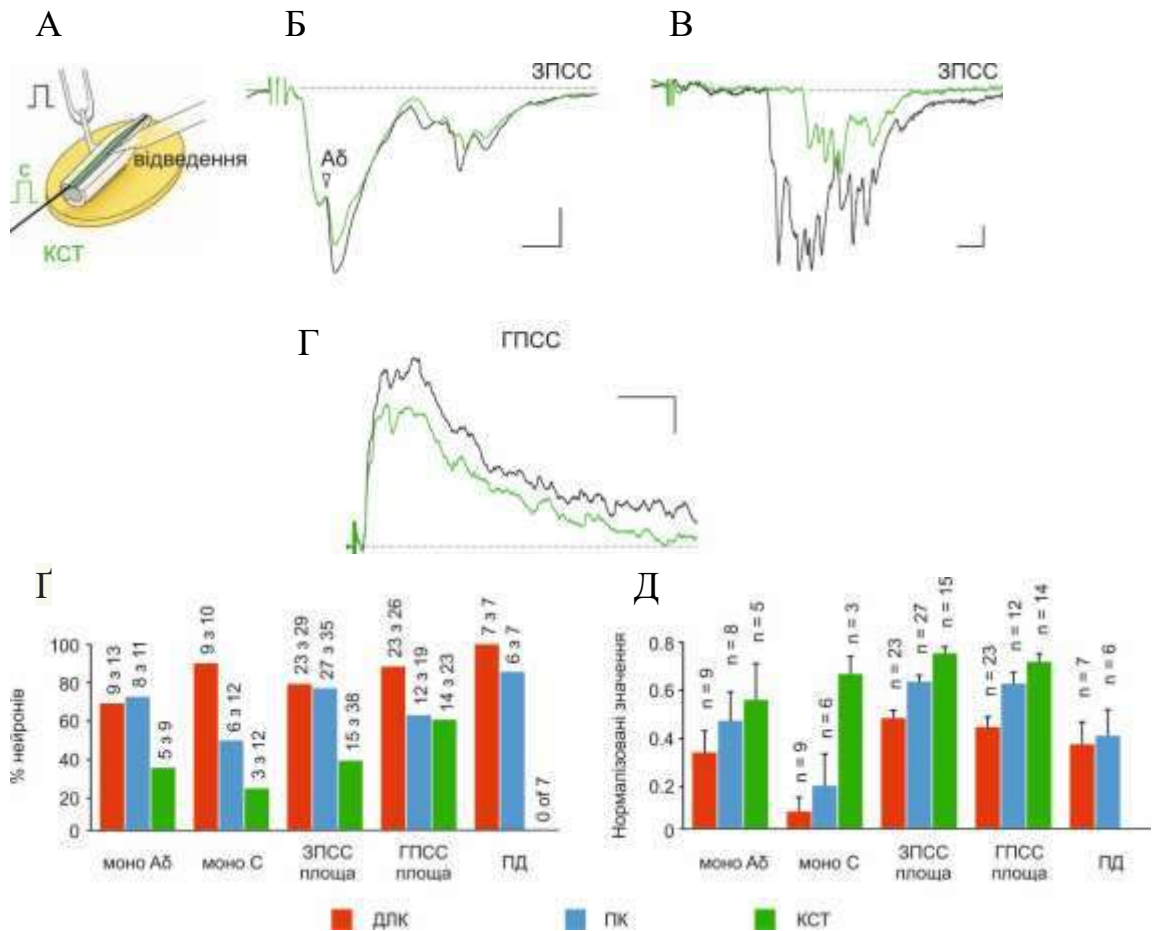 А
Б
В
ЗПСС
ЗПСС
Аδ
відведення
С
КСТ
Г
ГПСС
Ґ
% нейронів
100
80
60
40
20
0
9 з 13
8 з 11
5 з 9
9 з 10
6 з 12
3 з 12
23 з 29
27 з 35
15 з 38
23 з 26
12 з 19
14 з 23
7 з 7
6 з 7
0 of 7
моно Аδ
моно С
ЗПСС площа
ГПСС площа
ПД
Д
Нормалізовані значення
0.8
0.6
0.4
0.2
0
n = 9
n = 8
n = 5
n = 9
n = 6
n = 3
n = 23
n = 27
n = 15
n = 23
n = 12
n = 14
n = 7
n = 6
моно Аδ
моно С
ЗПСС площа
ГПСС площа
ПД
ДЛК
ПК
КСТ